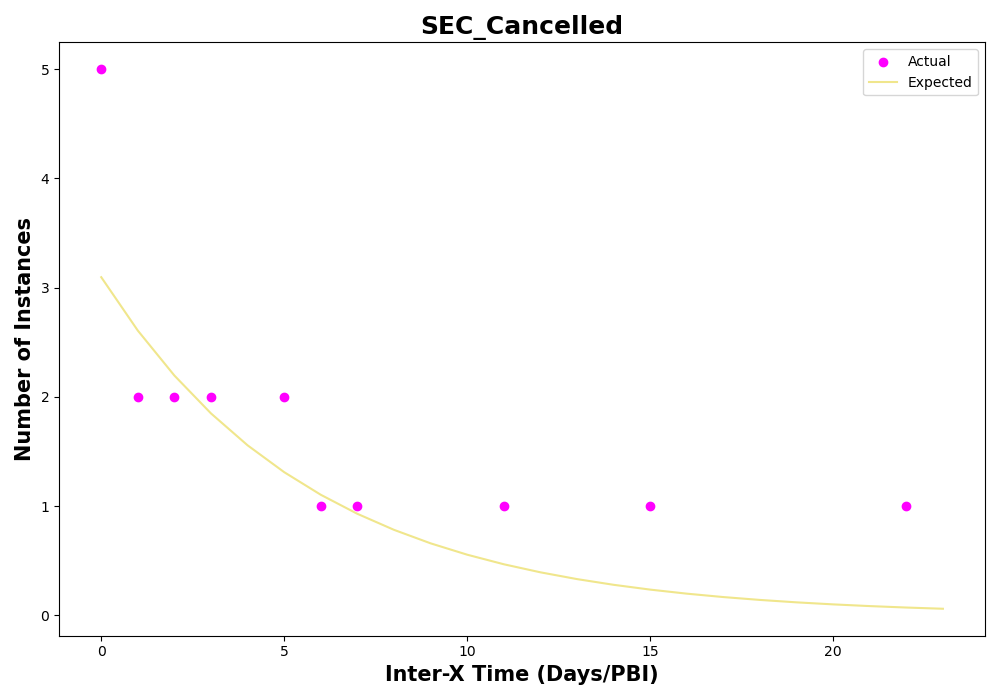 SEC_Cancelled
Actual
Expected
Number of Instances
5
4
3
2
1
0
0 5 10 15 20
Inter-X Time (Days/PBI)